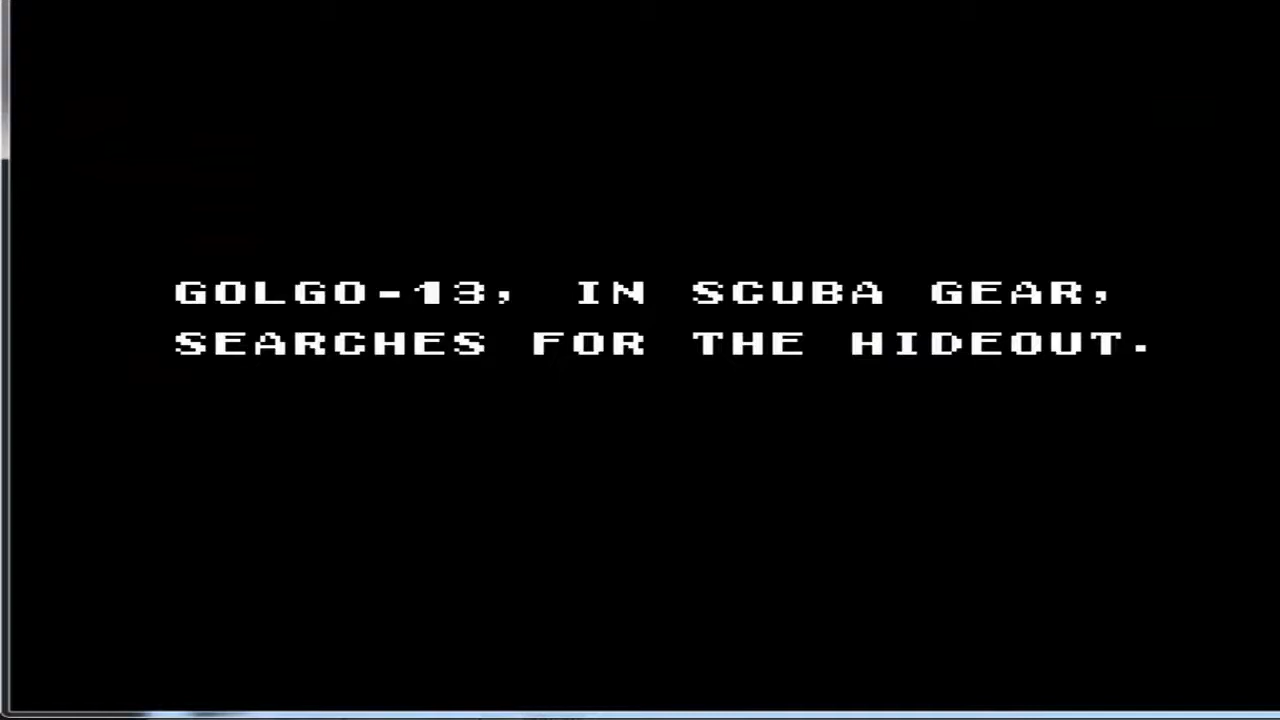 GOLGO-13, IN SCUBA GEAR,
SEARCHES FOR THE HIDEOUT.